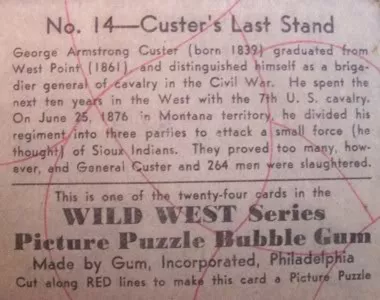 No. 14—Custer's Last Stand
George Armstrong Custer (born 1839) graduated from
West Point (1861) and distinguished himself as a briga-
dier general of cavalry in the Civil War. He spent the
next ten years in the West with the 7th U. S. cavalry.
On June 25, 1876 in Montana territory, he divided his
regiment into three parties to attack a small force (he
thought) of Sioux Indians. They proved too many, how-
ever, and General Custer and 264 men were slaughtered.
This is one of the twenty-four cards in the
WILD WEST Series
Picture Puzzle Bubble Gum
Made by Gum, Incorporated, Philadelphia
Cut along RED lines to make this card a Picture Puzzle